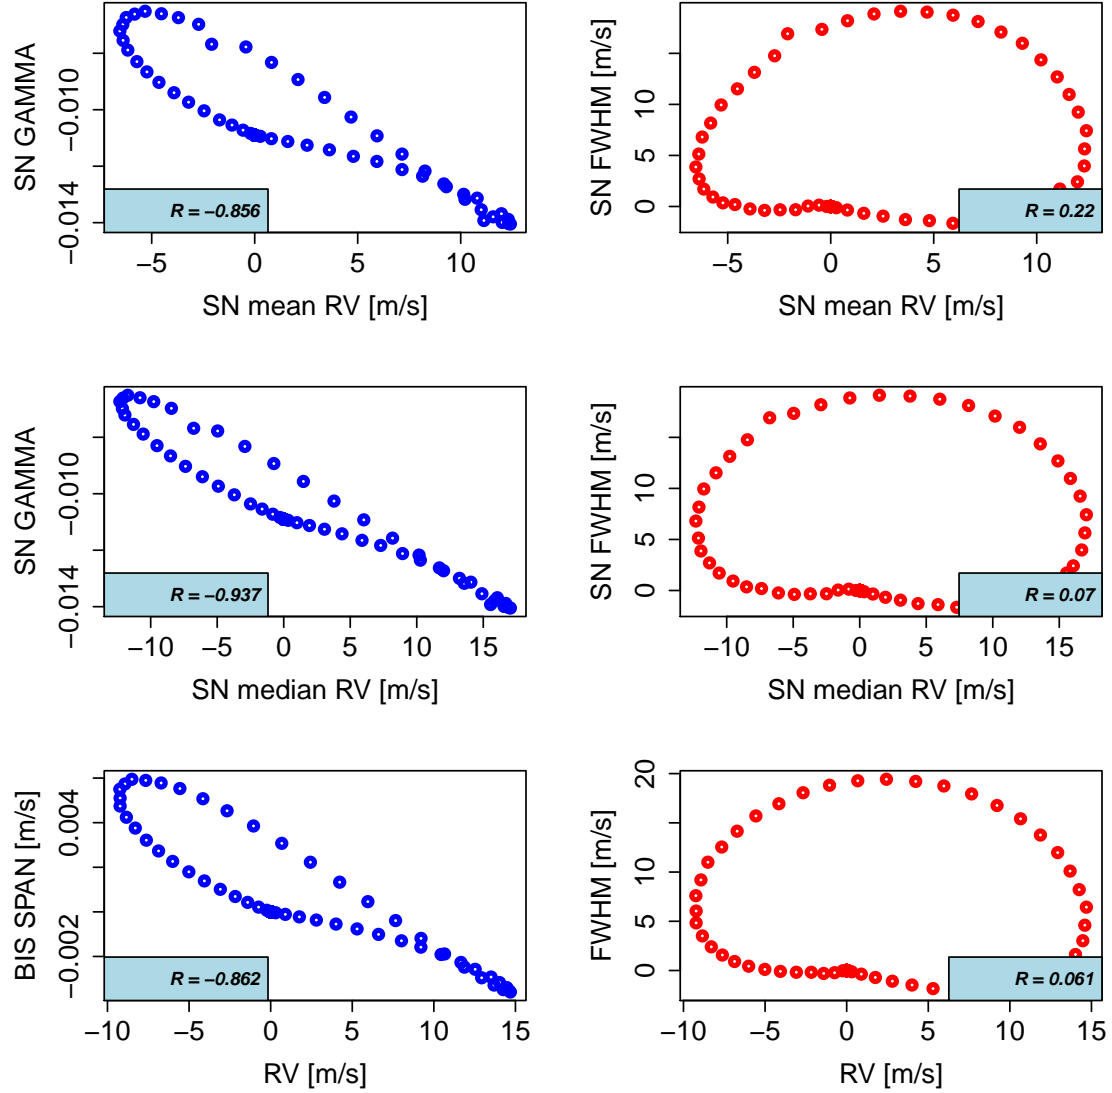 SN GAMMA
−0.014
−0.010
R = −0.856
−5
0
5
10
SN mean RV [m/s]
SN FWHM [m/s]
0
5
10
R = 0.22
−5
0
5
10
SN mean RV [m/s]
SN GAMMA
−0.014
−0.010
R = −0.937
−10
−5
0
5
10
15
SN median RV [m/s]
SN FWHM [m/s]
0
5
10
R = 0.07
−10
−5
0
5
10
15
SN median RV [m/s]
BIS SPAN [m/s]
−0.002
0.004
R = −0.862
−10
−5
0
5
10
15
RV [m/s]
FWHM [m/s]
0
5
10
20
R = 0.061
−10
−5
0
5
10
15
RV [m/s]